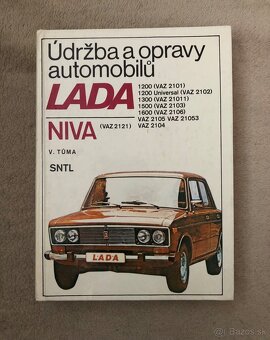 Údržba a opravy
automobilů
LADA
1200 (VAZ 2101)
1200 Universal (VAZ 2102)
1300 (VAZ 21011)
1500 (VAZ 2103)
1600 (VAZ 2106)
VAZ 2105 VAZ 21053
VAZ 2104
NIVA (VAZ 2121)
V. TŮMA
SNTL
LADA